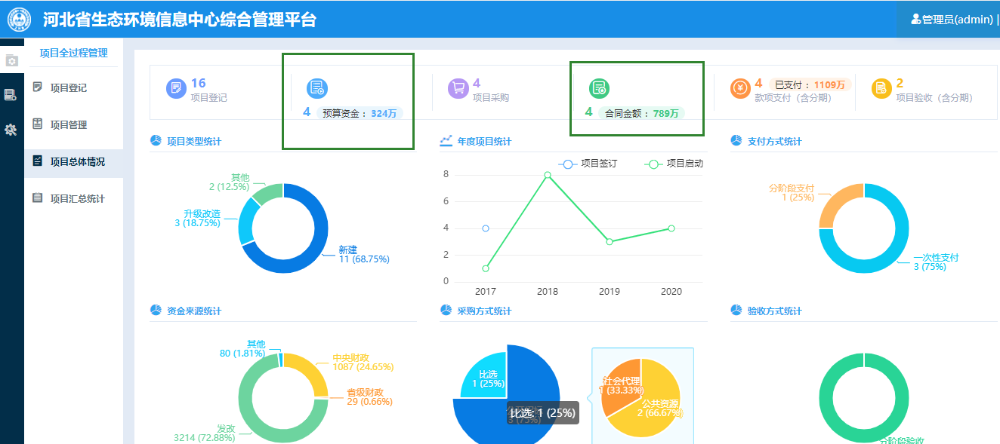 河北省生态环境信息中心综合管理平台
管理员(admin) |
项目全过程管理
项目登记
项目管理
项目总体情况
项目汇总统计
16
项目登记
4 预算资金 : 324万
4
项目采购
4 合同金额 : 789万
4 已支付 : 1109万
款项支付（含分期）
2
项目验收（含分期）
项目类型统计
其他
2 (12.5%)
升级改造
3 (18.75%)
新建
11 (68.75%)
年度项目统计
项目签订 项目启动
8
6
4
2
0
2017 2018 2019 2020
支付方式统计
分阶段支付
1 (25%)
一次性支付
3 (75%)
资金来源统计
其他
80 (1.81%)
中央财政
1087 (24.65%)
省级财政
29 (0.66%)
发改
3214 (72.88%)
采购方式统计
比选
1 (25%)
3 (75%)
比选: 1 (25%)
社会代理
1 (33.33%)
公共资源
2 (66.67%)
验收方式统计
分阶段验收